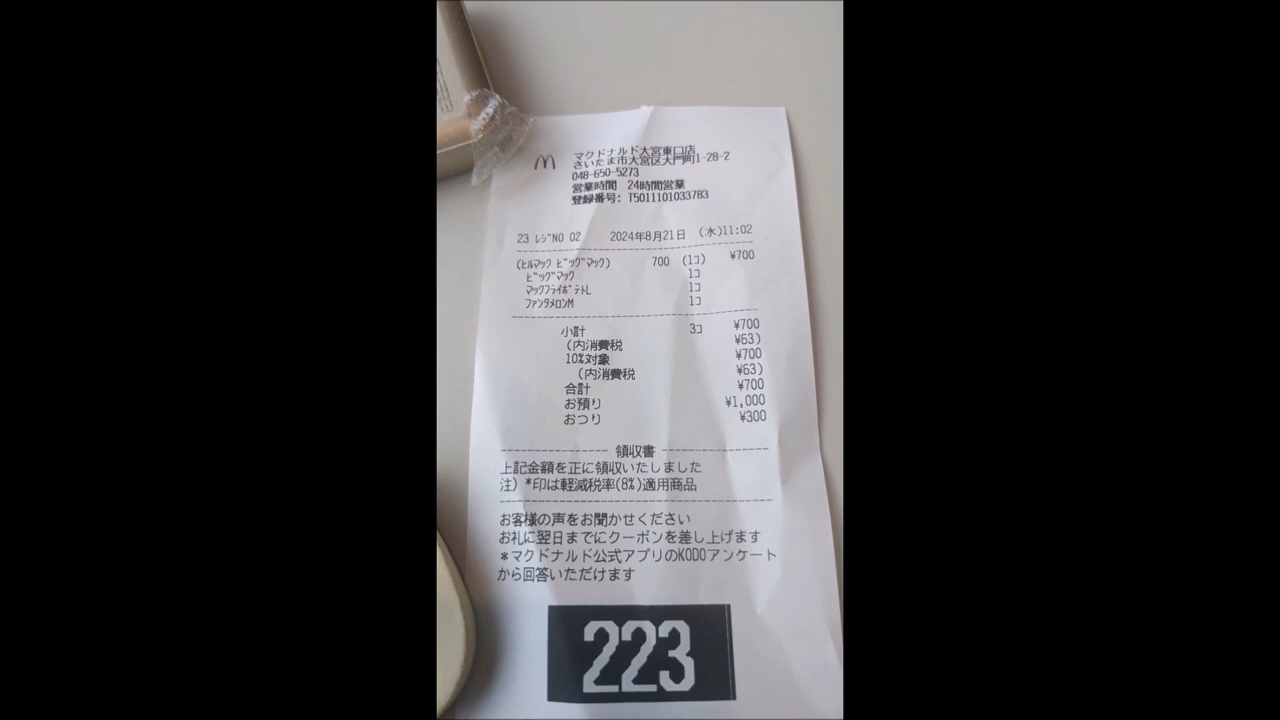 マクドナルド大宮東口店
さいたま市大宮区大門町1-28-2
048-650-5273
営業時間 24時間営業
登録番号: T5011101033783
23 ﾚｼﾞNO 02 2024年8月21日 (水)11:02
(ﾋﾙﾏｯｸ ﾋﾞｯｸﾞﾏｯｸ) 700 (1コ) ¥700
ﾋﾞｯｸﾞﾏｯｸ 1コ
ﾏｯｸﾌﾗｲﾎﾟﾃﾄL 1コ
ﾌｧﾝﾀﾒﾛﾝM 1コ
小計 3コ ¥700
(内消費税 ¥63)
10%対象 ¥700
(内消費税 ¥63)
合計 ¥700
お預り ¥1,000
おつり ¥300
領収書
上記金額を正に領収いたしました
注) *印は軽減税率(8%)適用商品
お客様の声をお聞かせください
お礼に翌日までにクーポンを差し上げます
*マクドナルド公式アプリのKODOアンケート
から回答いただけます
223